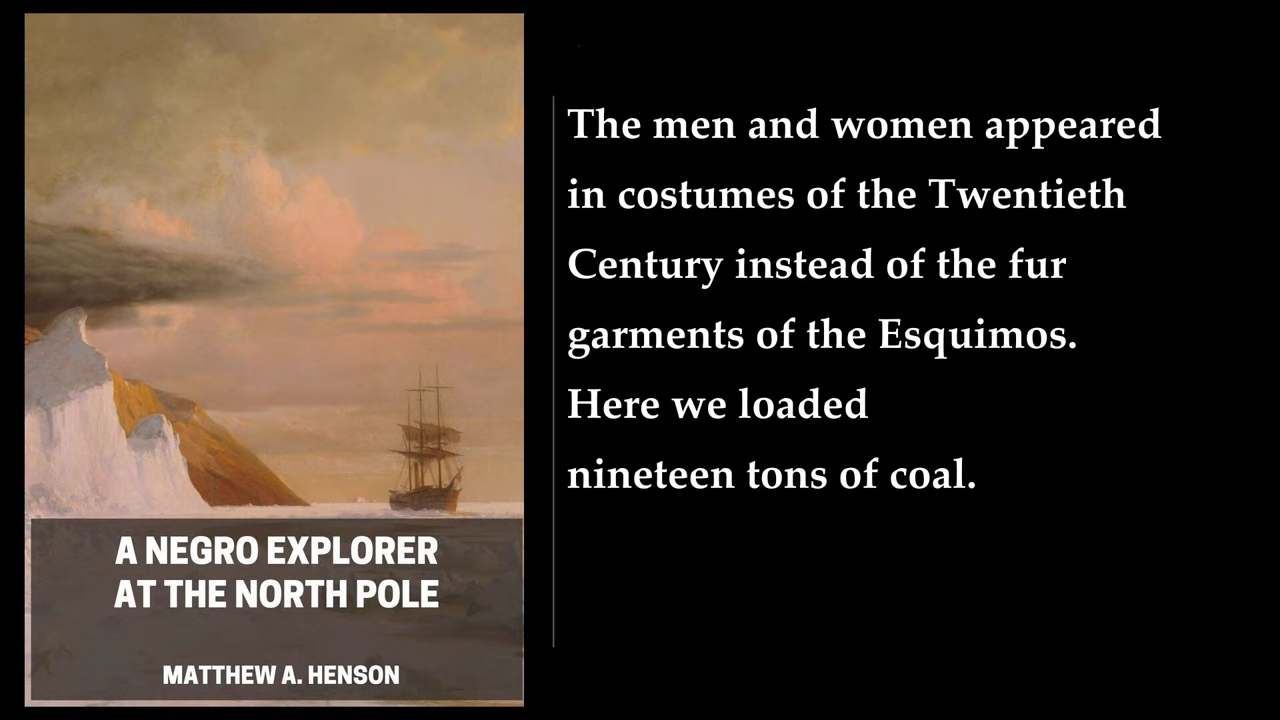 The men and women appeared
in costumes of the Twentieth
Century instead of the fur
garments of the Esquimos.
Here we loaded
nineteen tons of coal.
A NEGRO EXPLORER
AT THE NORTH POLE
MATTHEW A. HENSON